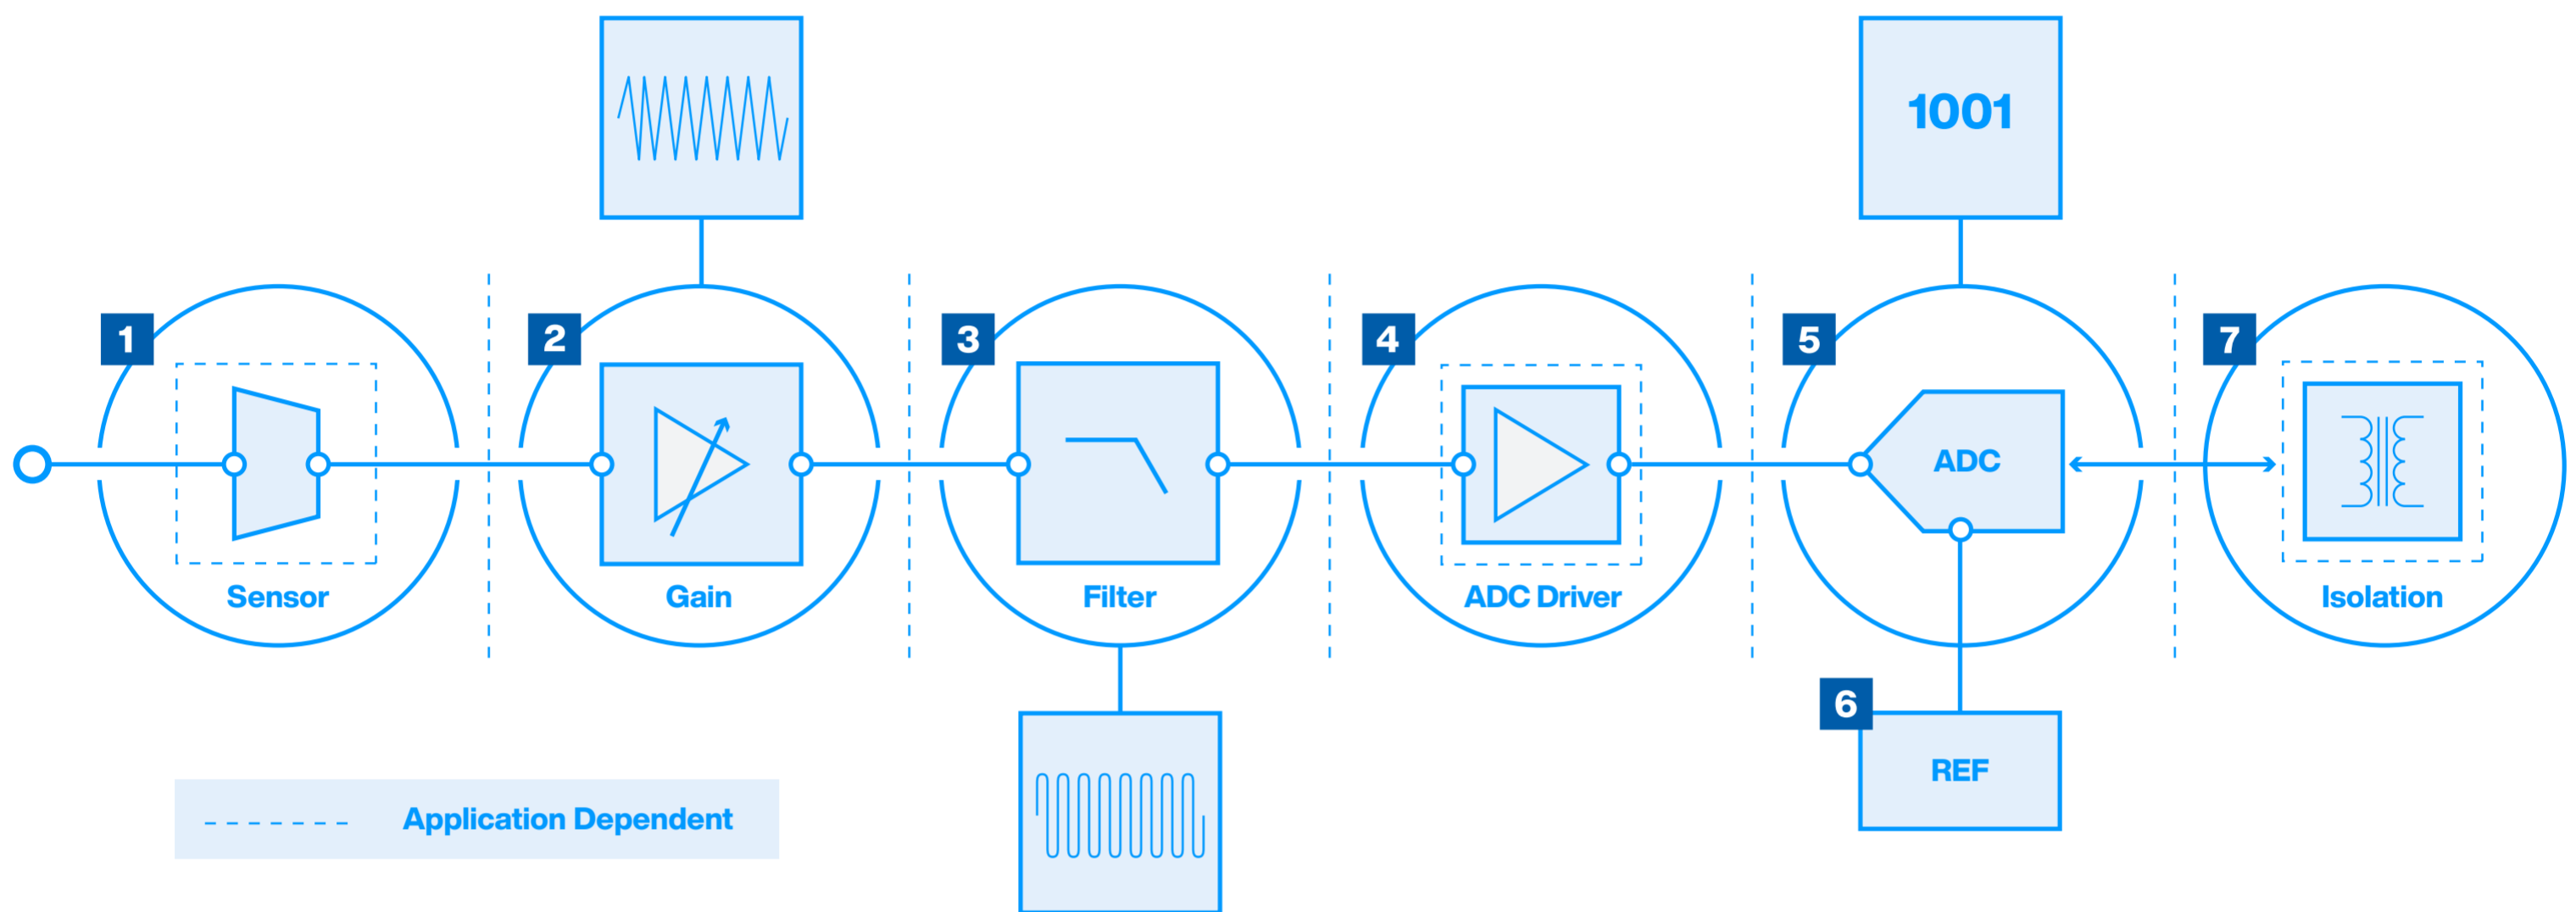 1001
1
2
3
4
5
7
ADC
Sensor
Gain
Filter
ADC Driver
Isolation
6
REF
Application Dependent